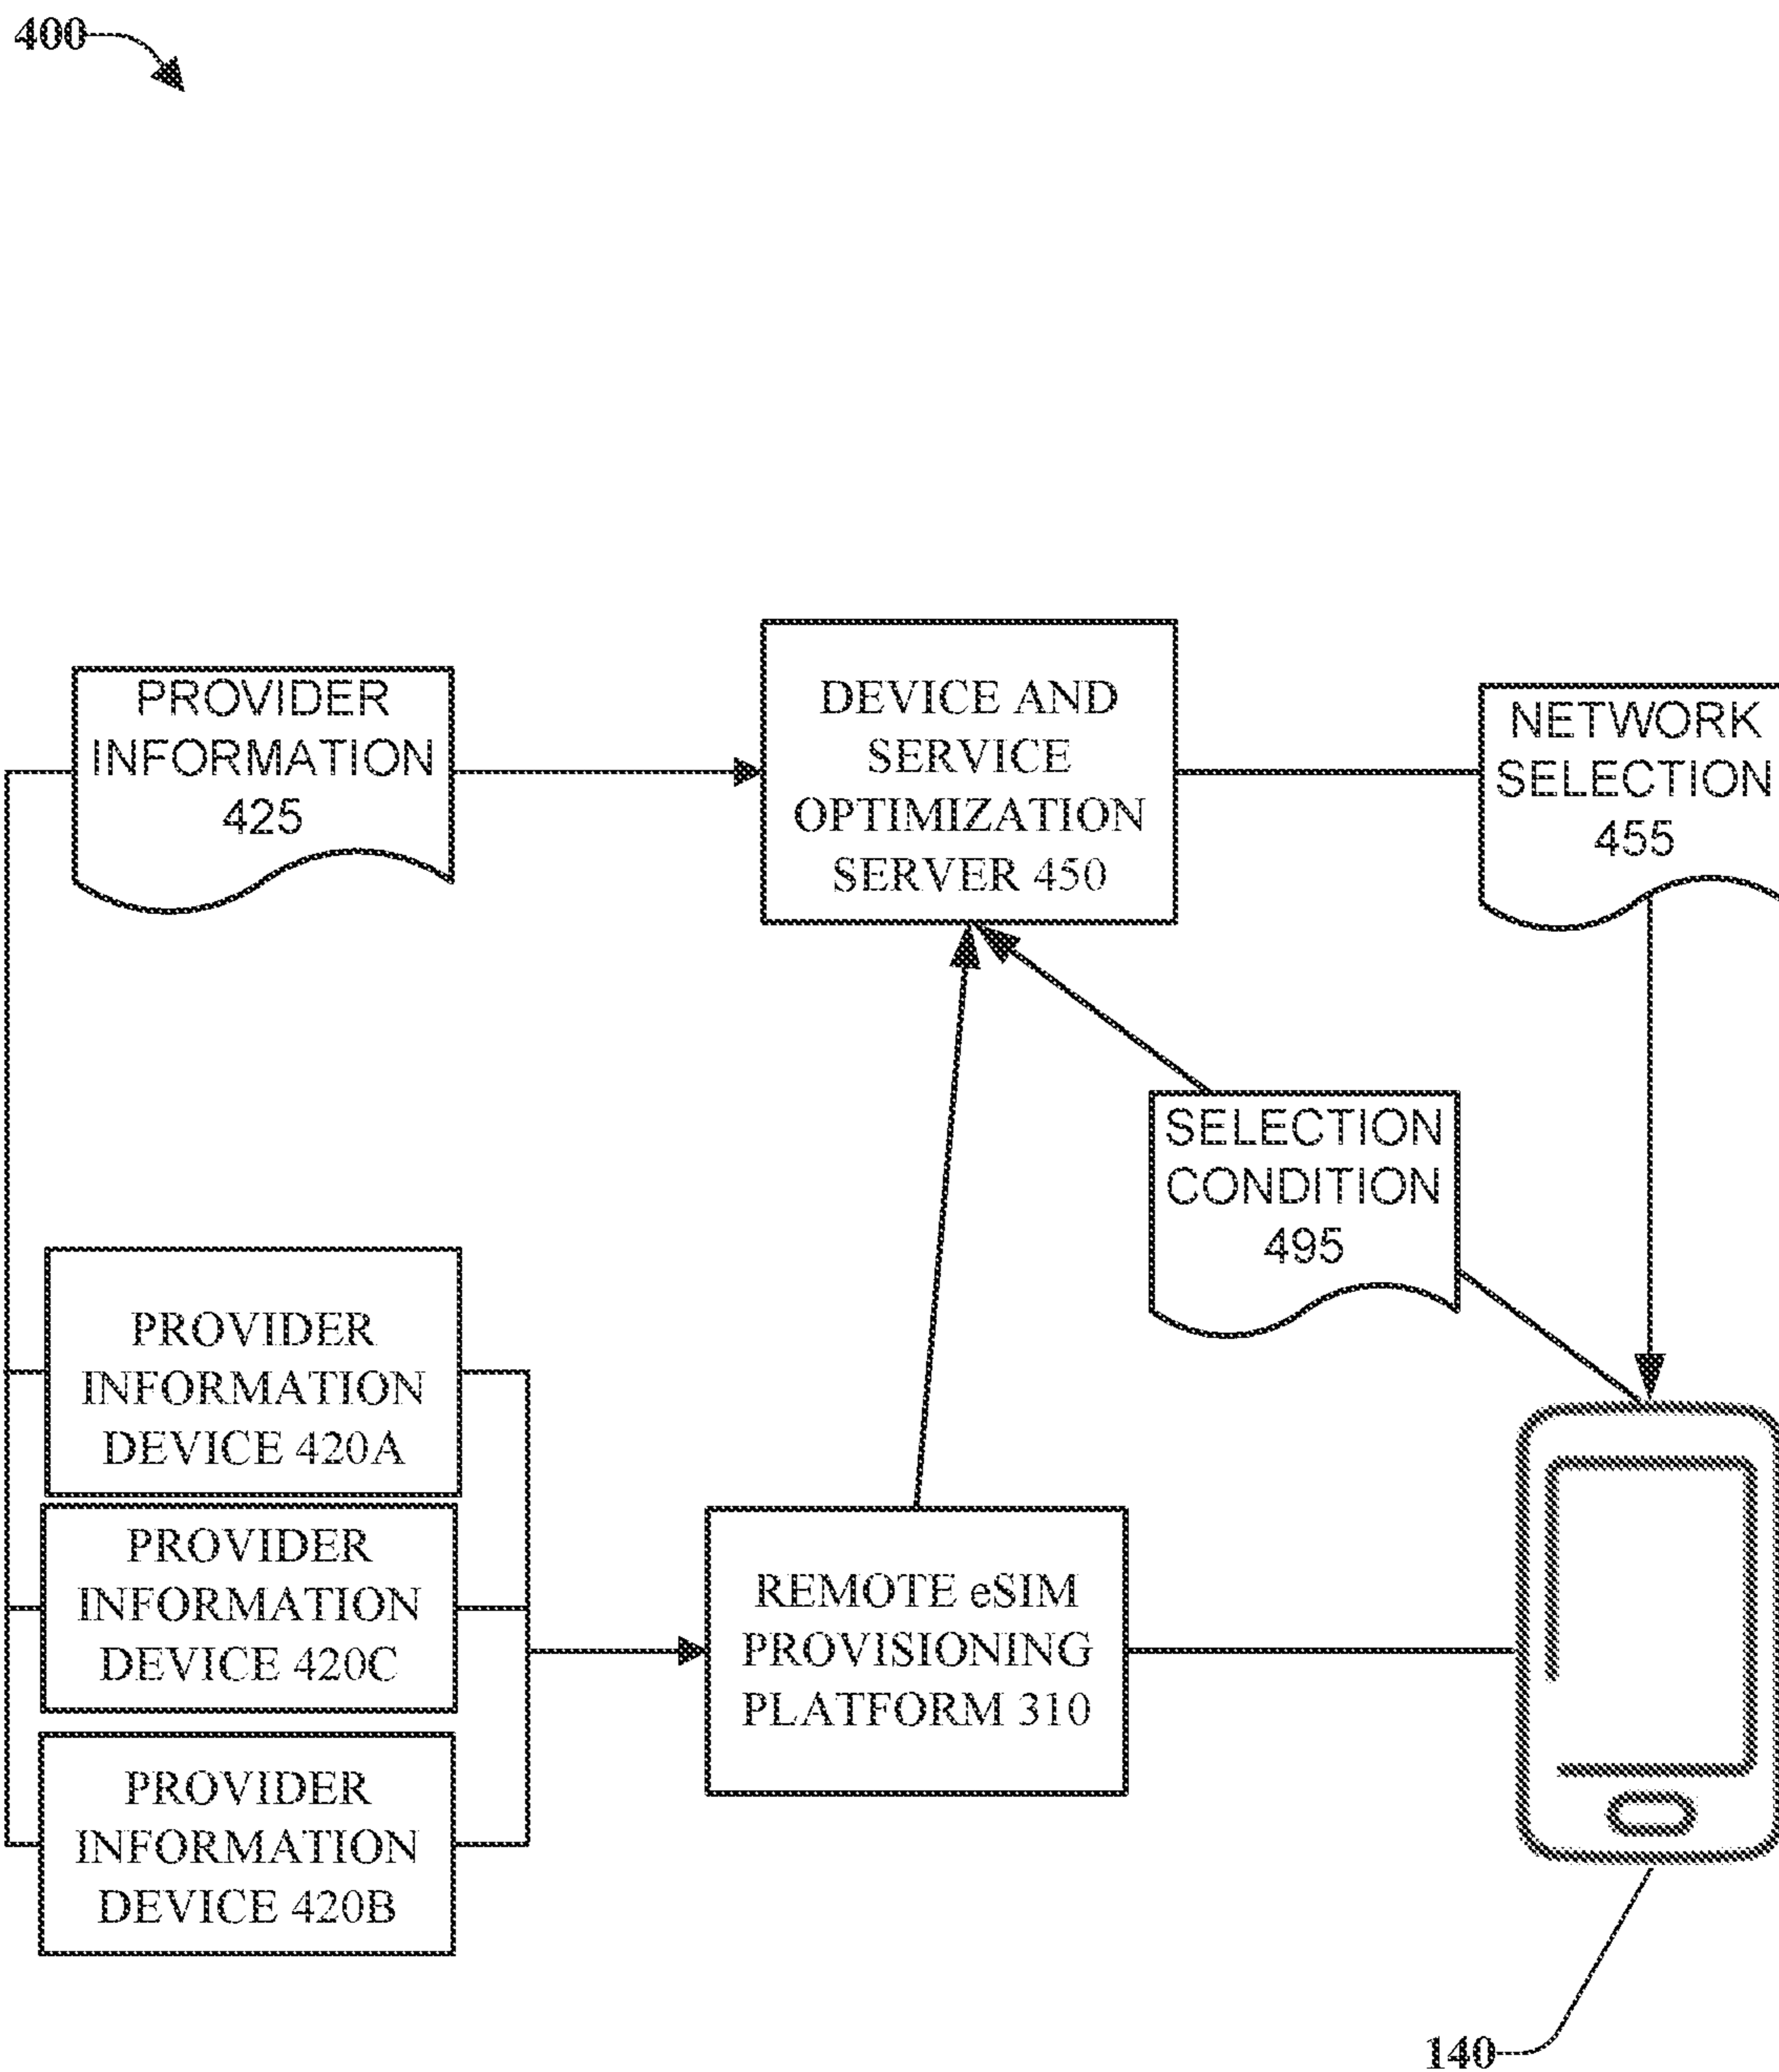 400
PROVIDER
INFORMATION
425
DEVICE AND
SERVICE
OPTIMIZATION
SERVER 450
NETWORK
SELECTION
455
SELECTION
CONDITION
495
PROVIDER
INFORMATION
DEVICE 420A
PROVIDER
INFORMATION
DEVICE 420C
PROVIDER
INFORMATION
DEVICE 420B
REMOTE eSIM
PROVISIONING
PLATFORM 310
140